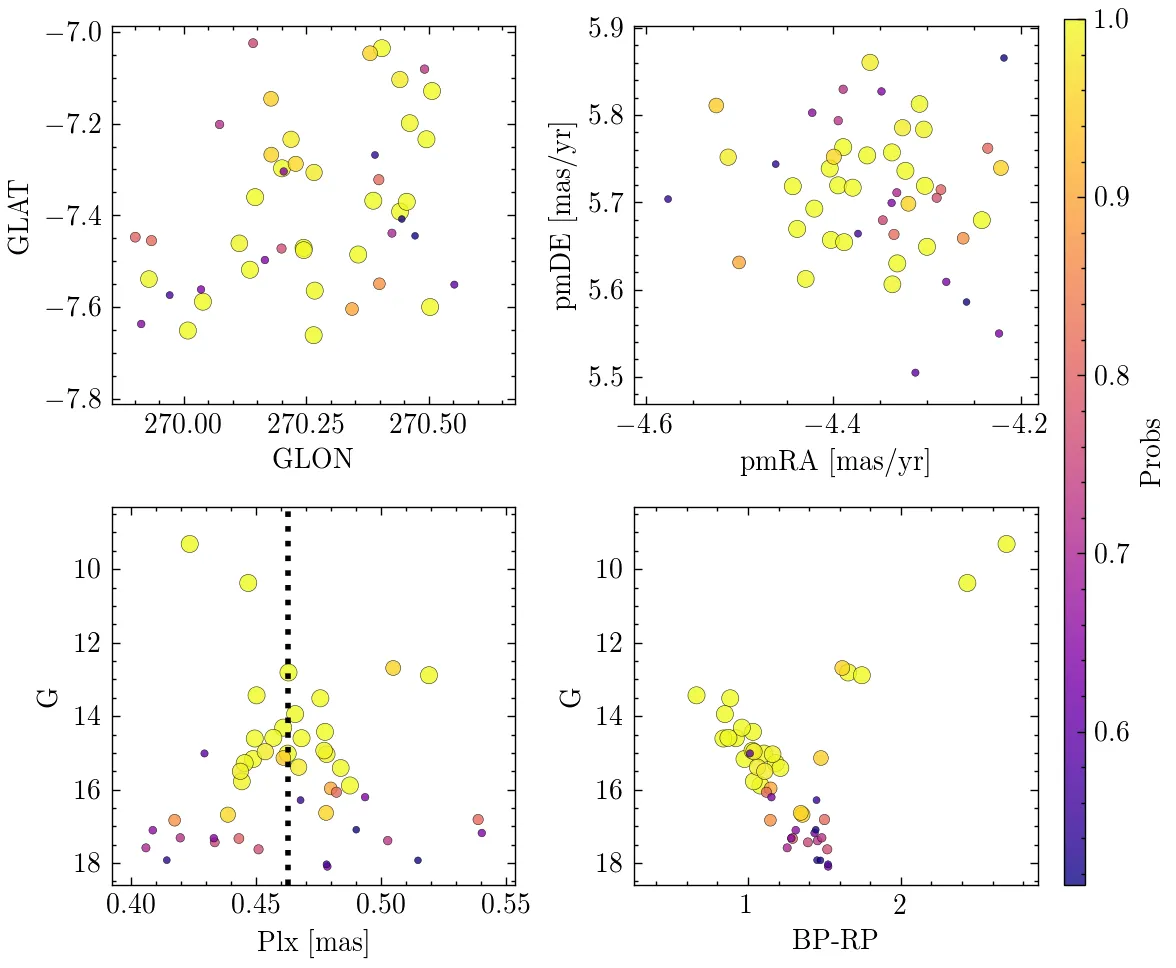 −7.0
−7.2
−7.4
−7.6
−7.8
GLAT
270.00 270.25 270.50
GLON
5.9
5.8
5.7
5.6
5.5
pmDE [mas/yr]
−4.6 −4.4 −4.2
pmRA [mas/yr]
1.0
0.9
0.8
0.7
0.6
Probs
10
12
14
16
18
G
0.40 0.45 0.50 0.55
Plx [mas]
10
12
14
16
18
G
1 2
BP-RP